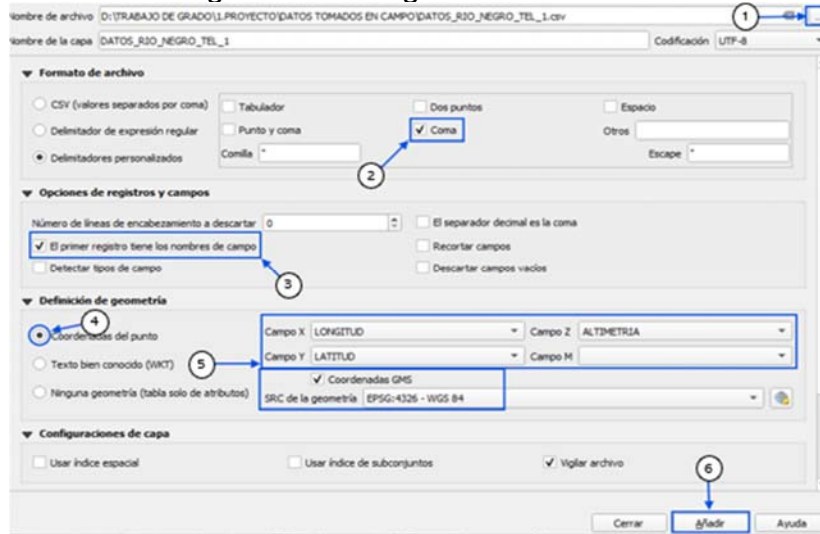 Nombre de archivo D:\TRABAJO DE GRADO\1.PROYECTO\DATOS TOMADOS EN CAMPO\DATOS_RIO_NEGRO_TEL_1.csv 1 ...
Nombre de la capa DATOS_RIO_NEGRO_TEL_1 Codificación UTF-8
Formato de archivo
CSV (valores separados por coma) Tabulador Dos puntos Espacio
Delimitador de expresión regular Punto y coma Coma Otros
Delimitadores personalizados Comilla " Escape "
2
Opciones de registros y campos
Número de líneas de encabezamiento a descartar 0 El separador decimal es la coma
El primer registro tiene los nombres de campo Recortar campos
Detectar tipos de campo Descartar campos vacíos
3
Definición de geometría
4
Coordenadas del punto Campo X LONGITUD Campo Z ALTIMETRIA
Texto bien conocido (WKT) 5 Campo Y LATITUD Campo M
Coordenadas GMS
Ninguna geometría (tabla solo de atributos) SRC de la geometría EPSG:4326 - WGS 84
Configuraciones de capa
Usar índice espacial Usar índice de subconjuntos Vigilar archivo
6
Cerrar Añadir Ayuda